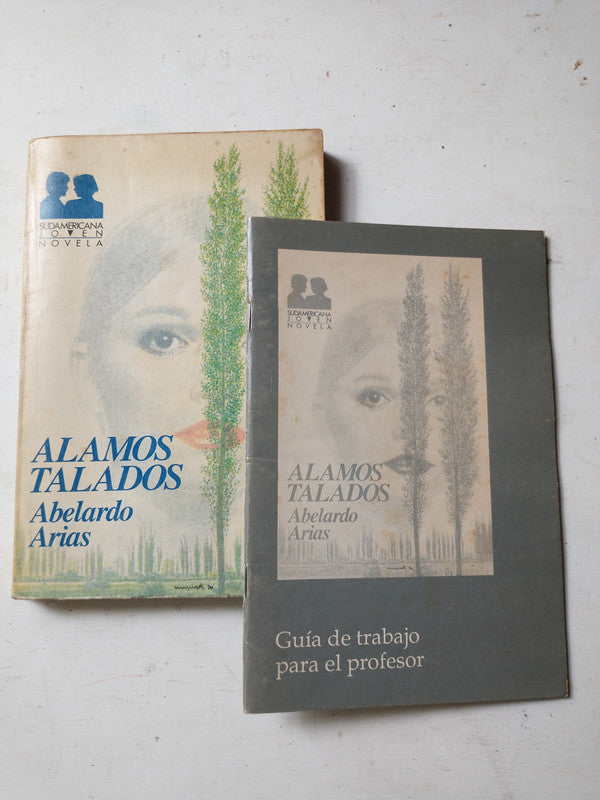 SUDAMERICANA
JOVEN
NOVELA
ALAMOS
TALADOS
Abelardo
Arias
SUDAMERICANA
JOVEN
NOVELA
ALAMOS
TALADOS
Abelardo
Arias
Guía de trabajo
para el profesor